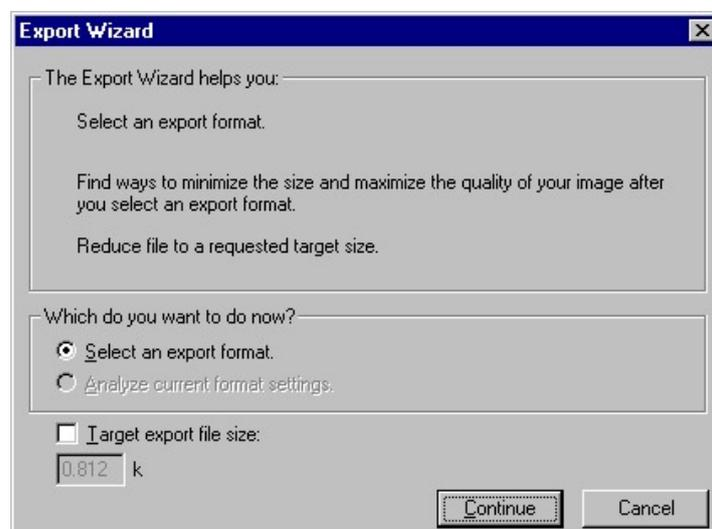 Export Wizard
The Export Wizard helps you:
Select an export format.
Find ways to minimize the size and maximize the quality of your image after
you select an export format.
Reduce file to a requested target size.
Which do you want to do now?
Select an export format.
Analyze current format settings.
Target export file size:
0.812 k
Continue Cancel